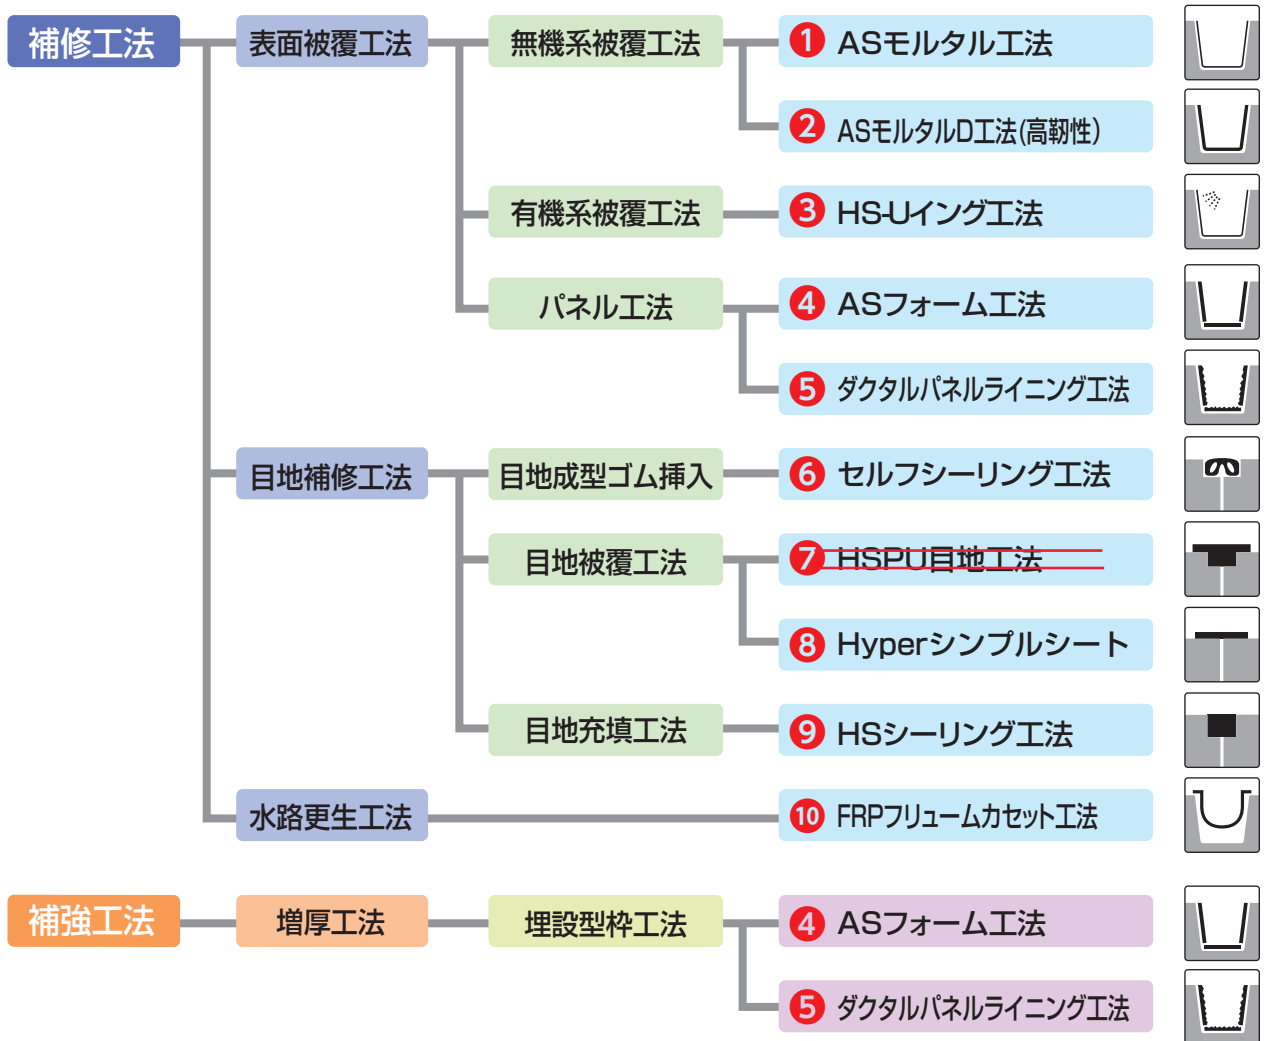 補修工法
表面被覆工法
無機系被覆工法
1 ASモルタル工法
2 ASモルタルD工法(高靭性)
有機系被覆工法
3 HS-Uイング工法
パネル工法
4 ASフォーム工法
5 ダクタルパネルライニング工法
目地補修工法
目地成型ゴム挿入
6 セルフシーリング工法
目地被覆工法
7 HSPU目地工法
8 Hyperシンプルシート
目地充填工法
9 HSシーリング工法
水路更生工法
10 FRPフリュームカセット工法
補強工法
増厚工法
埋設型枠工法
4 ASフォーム工法
5 ダクタルパネルライニング工法